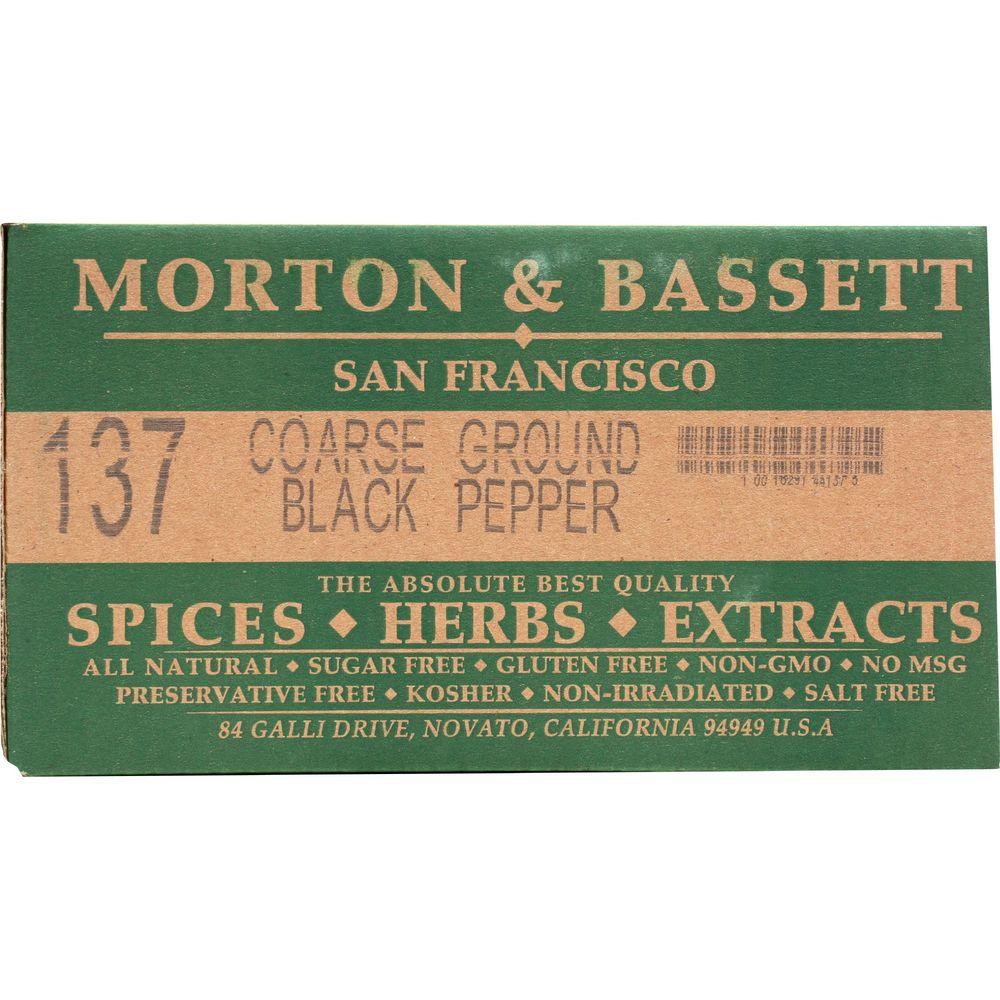 MORTON & BASSETT
SAN FRANCISCO
137 COARSE GROUND
BLACK PEPPER
THE ABSOLUTE BEST QUALITY
SPICES ◆ HERBS ◆ EXTRACTS
ALL NATURAL ◆ SUGAR FREE ◆ GLUTEN FREE ◆ NON-GMO ◆ NO MSG
PRESERVATIVE FREE ◆ KOSHER ◆ NON-IRRADIATED ◆ SALT FREE
84 GALLI DRIVE, NOVATO, CALIFORNIA 94949 U.S.A